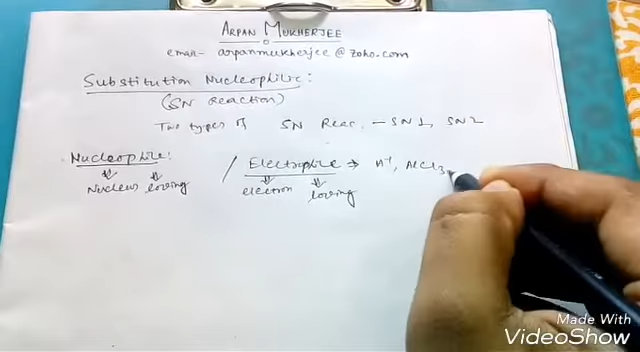 ARPAN MUKHERJEE
email- arpanmukherjee@zoho.com
Substitution Nucleophilic:
(SN Reaction)
Two types of SN Reac. - SN1, SN2
Nucleophile: / Electrophile → H+, AlCl3,
Nucleus loving electron loving
Made With
VideoShow